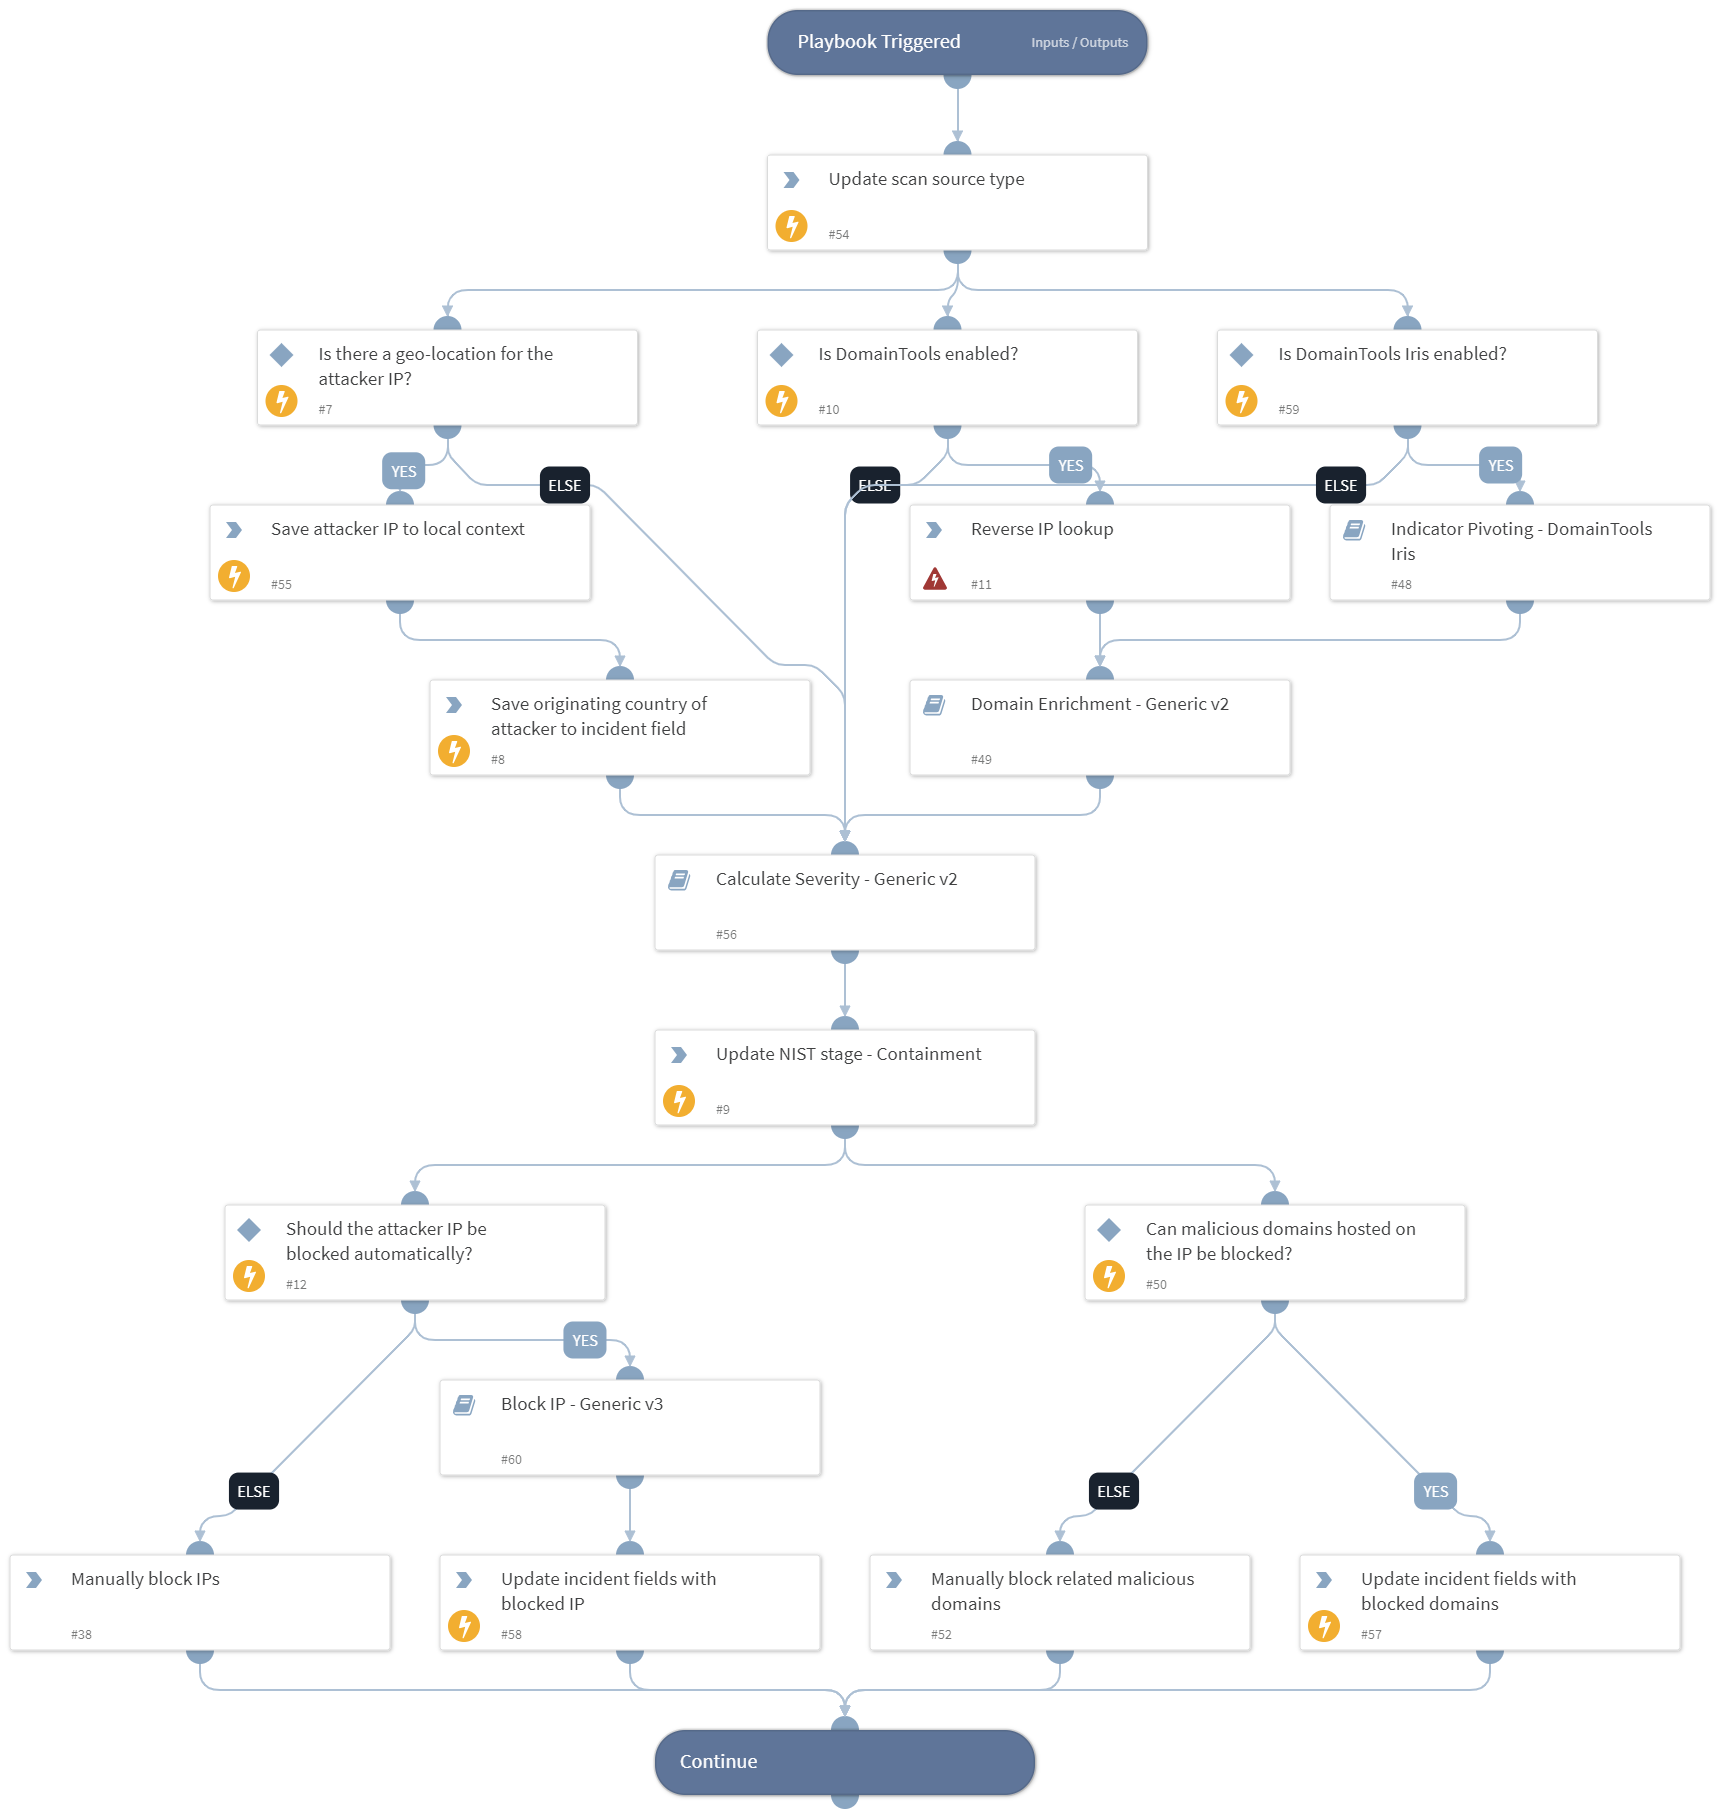 Playbook Triggered
Inputs / Outputs
Update scan source type
#54
Is there a geo-location for the
attacker IP?
#7
Is DomainTools enabled?
#10
Is DomainTools Iris enabled?
#59
YES
ELSE
ELSE
YES
ELSE
YES
Save attacker IP to local context
#55
Reverse IP lookup
#11
Indicator Pivoting - DomainTools
Iris
#48
Save originating country of
attacker to incident field
#8
Domain Enrichment - Generic v2
#49
Calculate Severity - Generic v2
#56
Update NIST stage - Containment
#9
Should the attacker IP be
blocked automatically?
#12
Can malicious domains hosted on
the IP be blocked?
#50
YES
Block IP - Generic v3
#60
ELSE
ELSE
YES
Manually block IPs
#38
Update incident fields with
blocked IP
#58
Manually block related malicious
domains
#52
Update incident fields with
blocked domains
#57
Continue